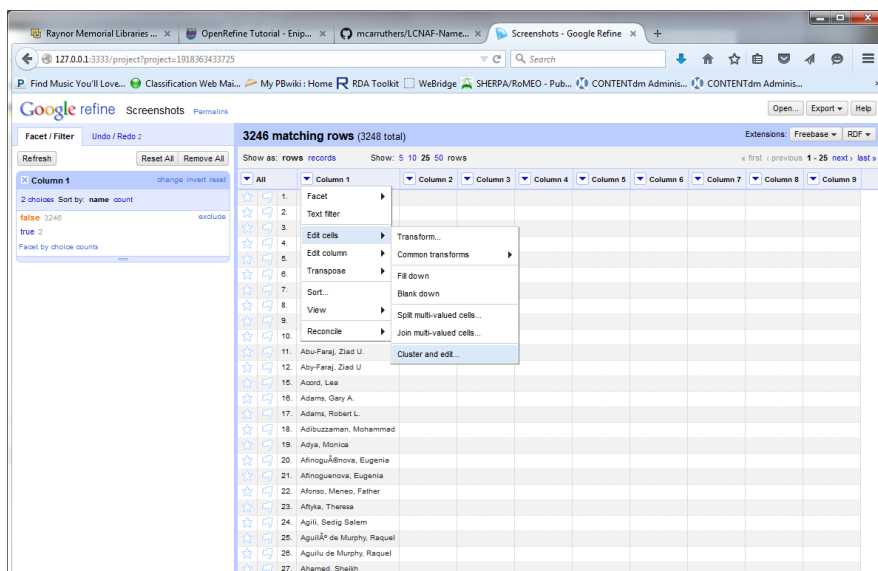 Raynor Memorial Libraries ... × OpenRefine Tutorial - Enip... × mcarruthers/LCNAF-Name... × Screenshots - Google Refine × +
127.0.0.1:3333/project?project=1918363433725 Search
Find Music You'll Love... Classification Web Mai... My PBwiki : Home RDA Toolkit WeBridge SHERPA/RoMEO - Pub... CONTENTdm Adminis... CONTENTdm Adminis...
Google refine Screenshots Permalink Open... Export Help
Facet / Filter Undo / Redo 2 3246 matching rows (3248 total) Extensions: Freebase RDF
Refresh Reset All Remove All Show as: rows records Show: 5 10 25 50 rows « first ‹ previous 1 - 25 next › last »
Column 1 change invert reset All Column 1 Column 2 Column 3 Column 4 Column 5 Column 6 Column 7 Column 8 Column 9
2 choices Sort by: name count
false 3246 exclude
true 2
Facet by choice counts
1. Facet
2. Text filter
3.
4. Edit cells Transform...
5. Edit column Common transforms
6. Transpose Fill down
7. Sort... Blank down
8. View Split multi-valued cells...
9.
10. Reconcile Join multi-valued cells...
11. Abu-Faraj, Ziad U. Cluster and edit...
12. Aby-Faraj, Ziad U
15. Acord, Lea
16. Adams, Gary A.
17. Adams, Robert L.
18. Adibuzzaman, Mohammad
19. Adya, Monica
20. AfinoguÃ®nova, Eugenia
21. Afinoguenova, Eugenia
22. Afonso, Meneo, Father
23. Aftyka, Theresa
24. Agili, Sedig Salem
25. AguilÃº de Murphy, Raquel
26. Aguilu de Murphy, Raquel
27. Ahamed, Sheikh